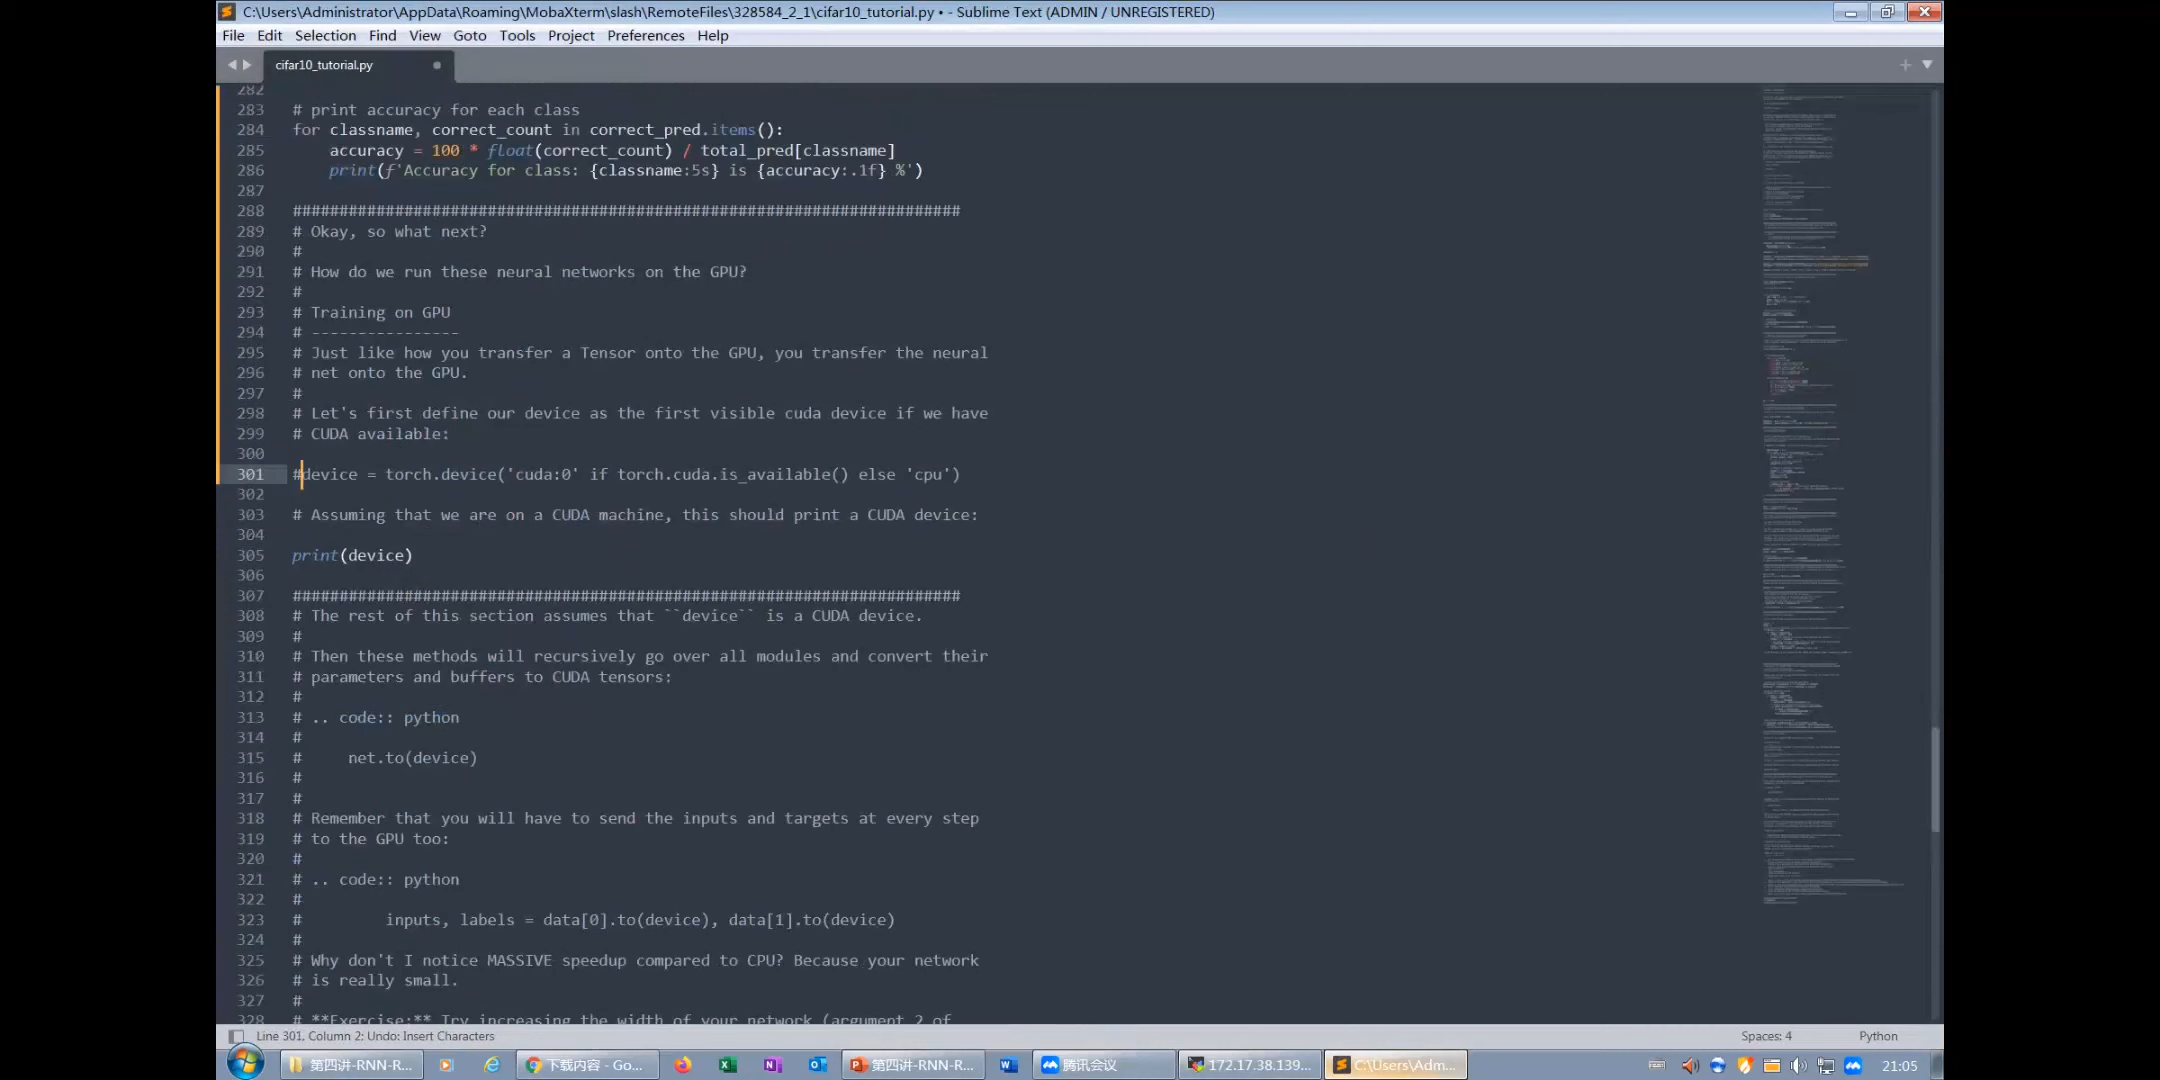 C:\Users\Administrator\AppData\Roaming\MobaXterm\slash\RemoteFiles\328584_2_1\cifar10_tutorial.py • - Sublime Text (ADMIN / UNREGISTERED)
File Edit Selection Find View Goto Tools Project Preferences Help
cifar10_tutorial.py
282
283 # print accuracy for each class
284 for classname, correct_count in correct_pred.items():
285     accuracy = 100 * float(correct_count) / total_pred[classname]
286     print(f'Accuracy for class: {classname:5s} is {accuracy:.1f} %')
287
288 ########################################################################
289 # Okay, so what next?
290 #
291 # How do we run these neural networks on the GPU?
292 #
293 # Training on GPU
294 # ----------------
295 # Just like how you transfer a Tensor onto the GPU, you transfer the neural
296 # net onto the GPU.
297 #
298 # Let's first define our device as the first visible cuda device if we have
299 # CUDA available:
300
301 #device = torch.device('cuda:0' if torch.cuda.is_available() else 'cpu')
302
303 # Assuming that we are on a CUDA machine, this should print a CUDA device:
304
305 print(device)
306
307 ########################################################################
308 # The rest of this section assumes that ``device`` is a CUDA device.
309 #
310 # Then these methods will recursively go over all modules and convert their
311 # parameters and buffers to CUDA tensors:
312 #
313 # .. code:: python
314 #
315 #     net.to(device)
316 #
317 #
318 # Remember that you will have to send the inputs and targets at every step
319 # to the GPU too:
320 #
321 # .. code:: python
322 #
323 #         inputs, labels = data[0].to(device), data[1].to(device)
324 #
325 # Why don't I notice MASSIVE speedup compared to CPU? Because your network
326 # is really small.
327 #
328 # **Exercise:** Try increasing the width of your network (argument 2 of
Line 301, Column 2: Undo: Insert Characters Spaces: 4 Python
第四讲-RNN-R... 下载内容 - Go... 第四讲-RNN-R... 腾讯会议 172.17.38.139... C:\Users\Adm... 21:05